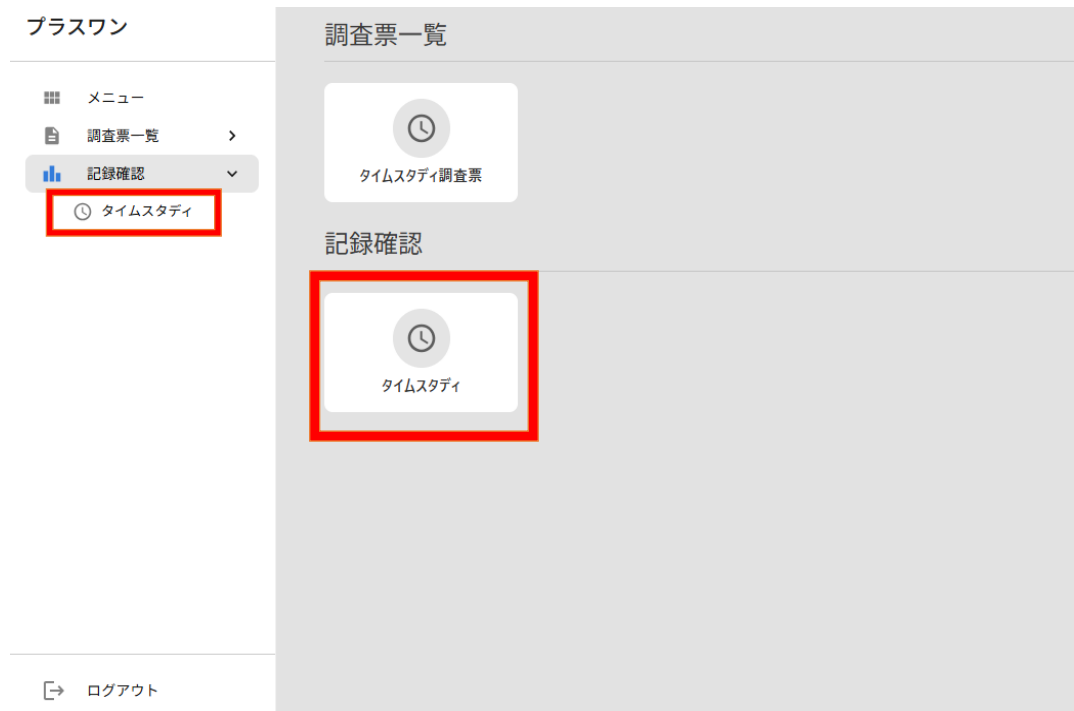 プラスワン
メニュー
調査票一覧
記録確認
タイムスタディ
ログアウト
調査票一覧
タイムスタディ調査票
記録確認
タイムスタディ